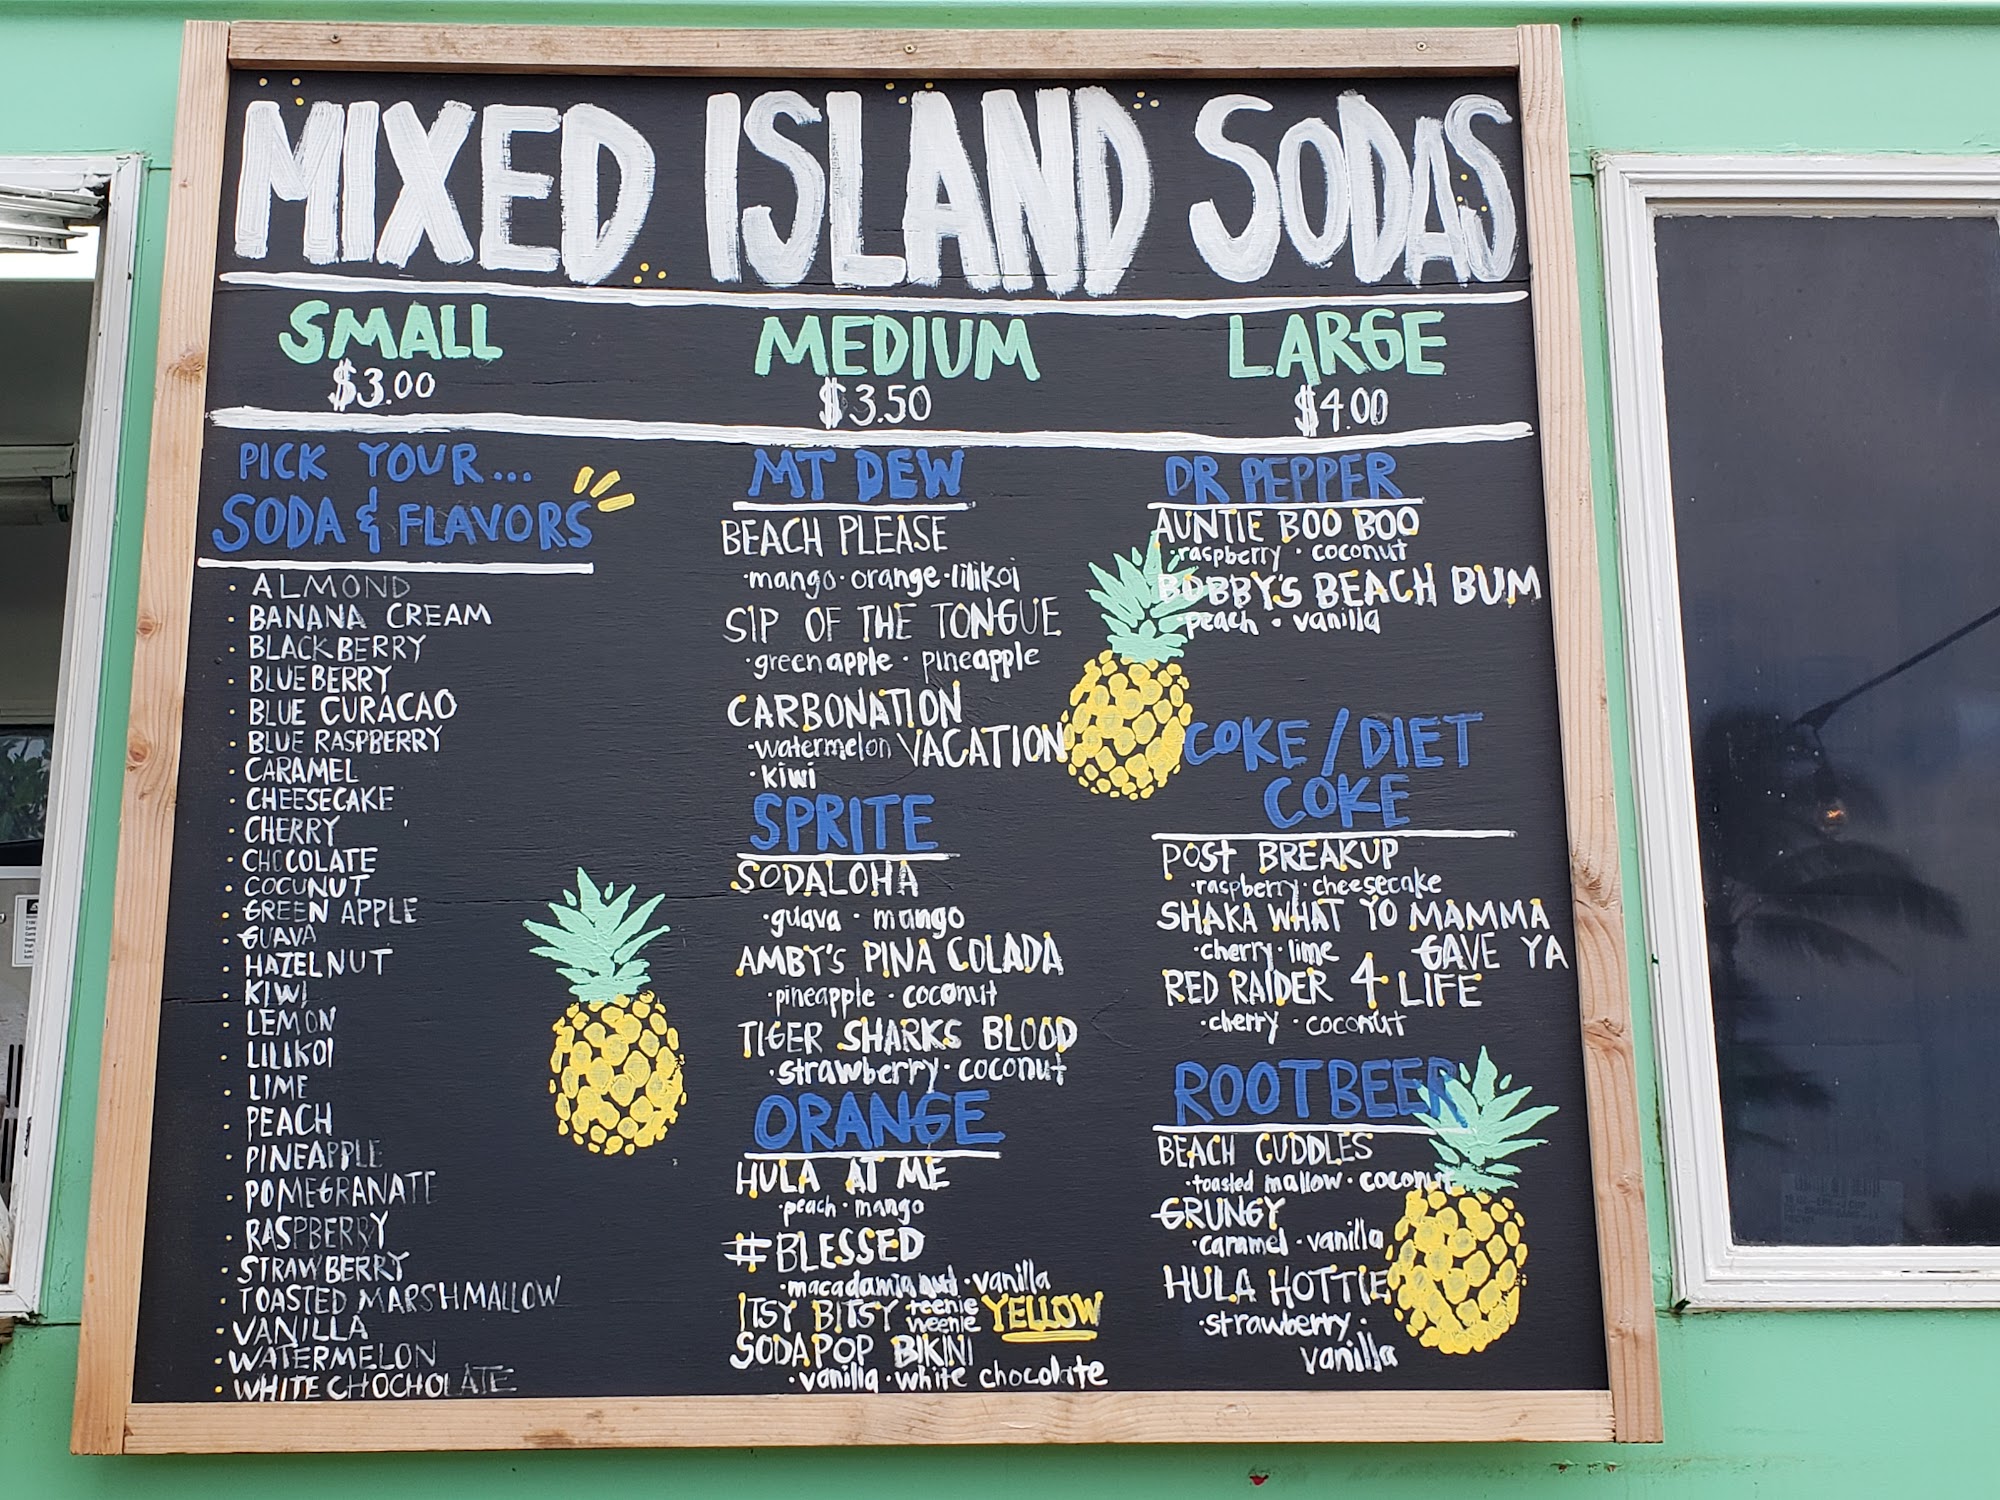 MIXED ISLAND SODAS
SMALL
$3.00
MEDIUM
$3.50
LARGE
$4.00
PICK YOUR...
SODA & FLAVORS
· ALMOND
· BANANA CREAM
· BLACKBERRY
· BLUEBERRY
· BLUE CURACAO
· BLUE RASPBERRY
· CARAMEL
· CHEESECAKE
· CHERRY
· CHOCOLATE
· COCUNUT
· GREEN APPLE
· GUAVA
· HAZELNUT
· KIWI
· LEMON
· LILIKOI
· LIME
· PEACH
· PINEAPPLE
· POMEGRANATE
· RASPBERRY
· STRAWBERRY
· TOASTED MARSHMALLOW
· VANILLA
· WATERMELON
· WHITE CHOCHOLATE
MT DEW
BEACH PLEASE
·mango·orange·lilikoi
SIP OF THE TONGUE
·green apple · pineapple
CARBONATION
·watermelon VACATION
·kiwi
SPRITE
SODALOHA
·guava · mango
AMBY'S PINA COLADA
·pineapple · coconut
TIGER SHARKS BLOOD
·strawberry · coconut
ORANGE
HULA AT ME
·peach · mango
#BLESSED
·macadamia nut · vanilla
ITSY BITSY teenie weenie YELLOW
SODAPOP BIKINI
·vanilla · white chocolate
DR PEPPER
AUNTIE BOO BOO
·raspberry · coconut
BOBBY'S BEACH BUM
·peach · vanilla
COKE / DIET
COKE
POST BREAKUP
·raspberry · cheesecake
SHAKA WHAT YO MAMMA
·cherry · lime GAVE YA
RED RAIDER 4 LIFE
·cherry · coconut
ROOTBEER
BEACH CUDDLES
·toasted mallow · coconut
GRUNGY
·caramel · vanilla
HULA HOTTIE
·strawberry ·
vanilla